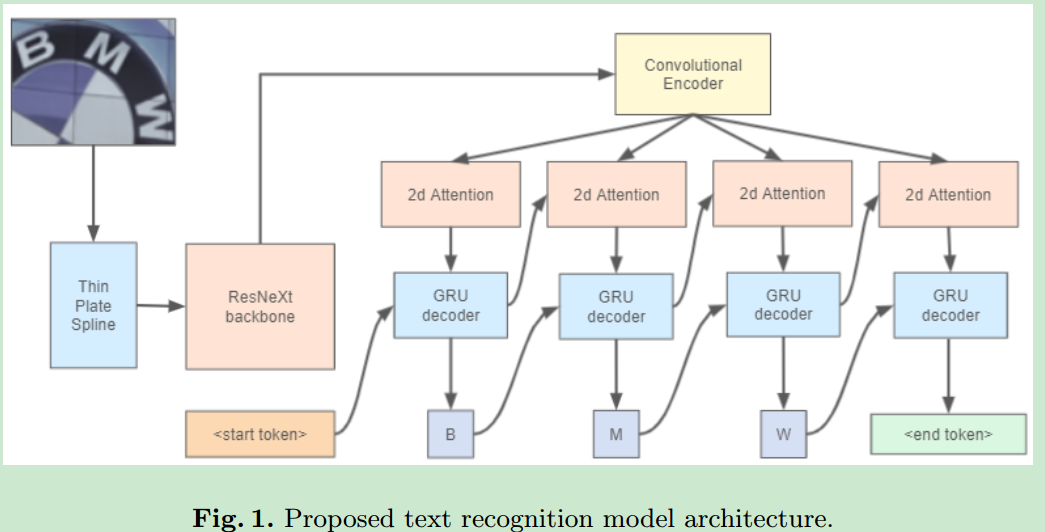 B M W
Convolutional
Encoder
2d Attention
2d Attention
2d Attention
2d Attention
Thin
Plate
Spline
ResNeXt
backbone
GRU
decoder
GRU
decoder
GRU
decoder
GRU
decoder
<start token>
B
M
W
<end token>
Fig. 1. Proposed text recognition model architecture.